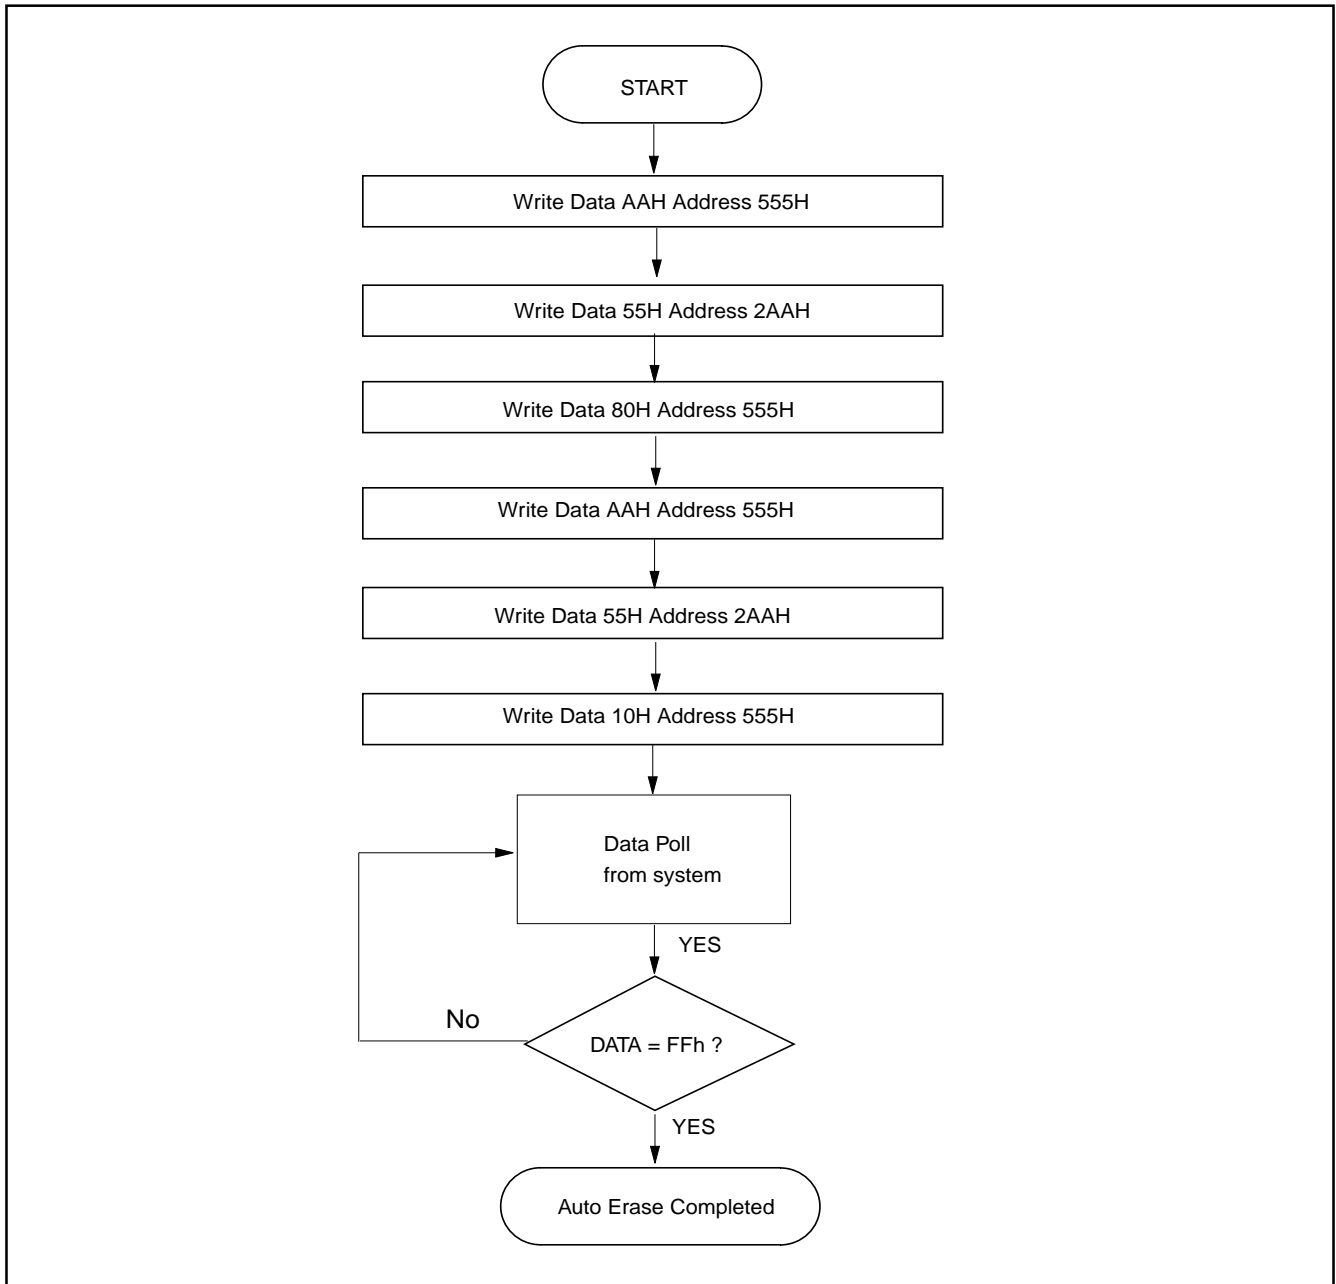 START
Write Data AAH Address 555H
Write Data 55H Address 2AAH
Write Data 80H Address 555H
Write Data AAH Address 555H
Write Data 55H Address 2AAH
Write Data 10H Address 555H
Data Poll
from system
YES
No
DATA = FFh ?
YES
Auto Erase Completed